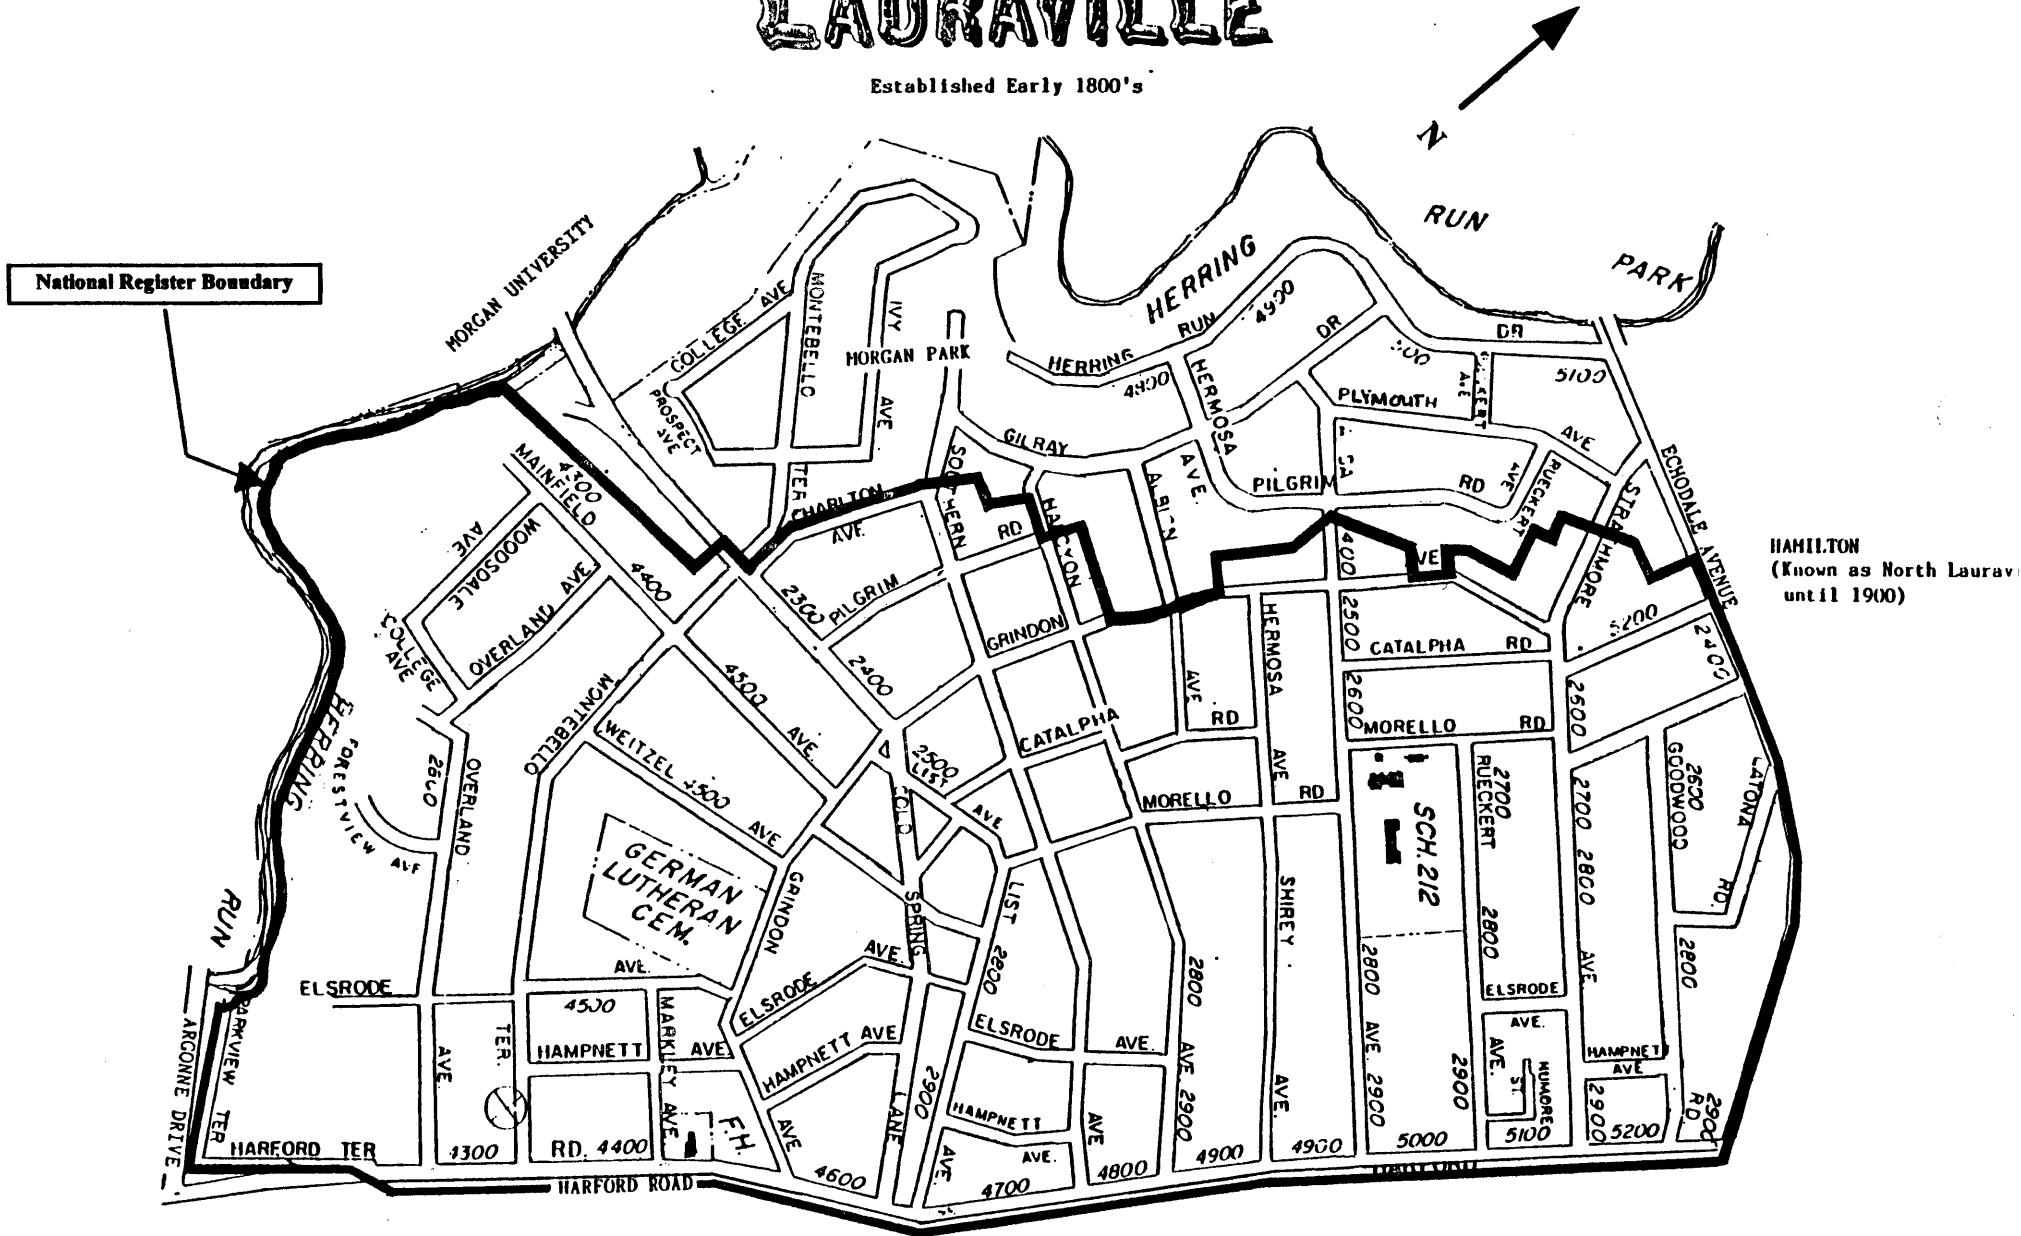 LAURAVILLE
Established Early 1800's
N
RUN
PARK
HERRING
National Register Boundary
MORGAN UNIVERSITY
COLLEGE AVE
MONTEBELLO
TER
IVY
AVE.
MORGAN PARK
PROSPECT
AVE
HERRING
RUN
4900
DR
DR
4900
HERMOSA
AVE.
PLYMOUTH
AVE
5100
GILRAY
PILGRIM
RD
RUECKERT
AVE
STRATHMORE
ECHODALE AVENUE
HAMILTON
(Known as North Laurav
until 1900)
MAINFIELD
4300
4400
4500
AVE.
CHARLTON
AVE.
SOUTHERN
RD
HALCYON
ALBION
AVE
RD
WOODSDALE
AVE
OVERLAND AVE
COLLEGE
AVE
2300
PILGRIM
2400
GRINDON
2400
2500
CATALPHA
RD
5200
2400
2600
MORELLO
RD
2500
HERMOSA
AVE
RD
MONTEBELLO
WEITZEL
4500
AVE
2500
LIST
AVE
CATALPHA
MORELLO
HERRING
RUN
FORESTVIEW AVE
2600
OVERLAND
AVE.
GERMAN
LUTHERAN
CEM.
GRINDON
AVE
COLD
SPRING
LANE
LIST
2800
2900
AVE
SHIREY
AVE.
SCH. 212
2700
RUECKERT
2800
AVE.
2700
2800
AVE.
2650
GOODWOOD
LATONA
RD.
2800
2900
RD.
ELSRODE
AVE.
4500
TER.
HAMPNETT
AVE.
MARKLEY AVE.
ELSRODE
AVE.
HAMPNETT AVE
ELSRODE
AVE.
HAMPNETT
AVE.
2800
AVE
2900
2800
AVE
2900
2900
ELSRODE
AVE.
HUMORE
ST.
HAMPNETT
AVE
2900
PARKVIEW
TER
ARGONNE DRIVE
HARFORD TER
4300
RD. 4400
F.H.
4600
4700
4800
4900
4900
5000
5100
5200
HARFORD ROAD
HARFORD